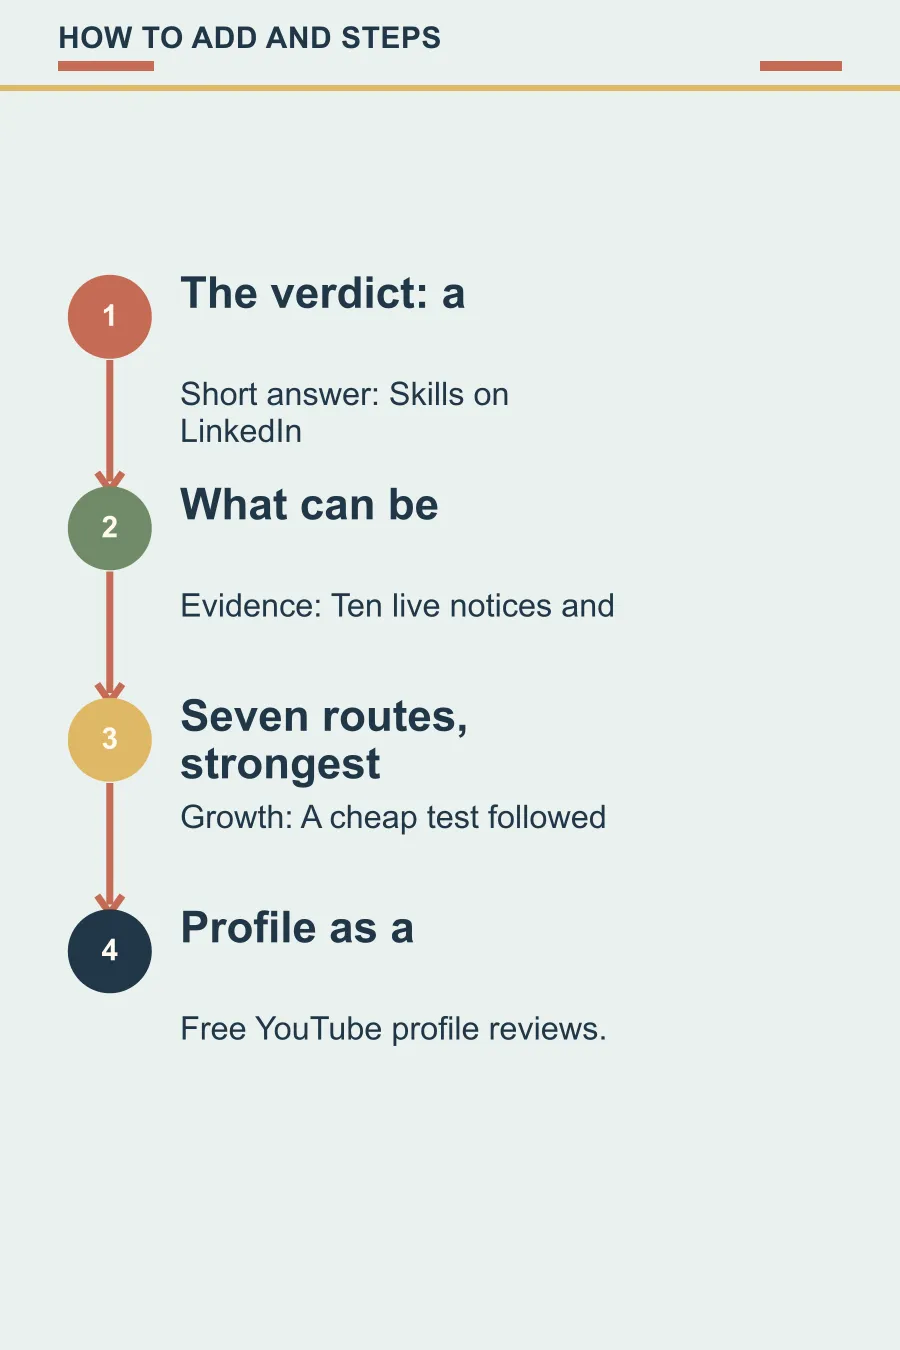 HOW TO ADD AND STEPS
1
The verdict: a
Short answer: Skills on
LinkedIn
2
What can be
Evidence: Ten live notices and
3
Seven routes,
strongest
Growth: A cheap test followed
4
Profile as a
Free YouTube profile reviews.